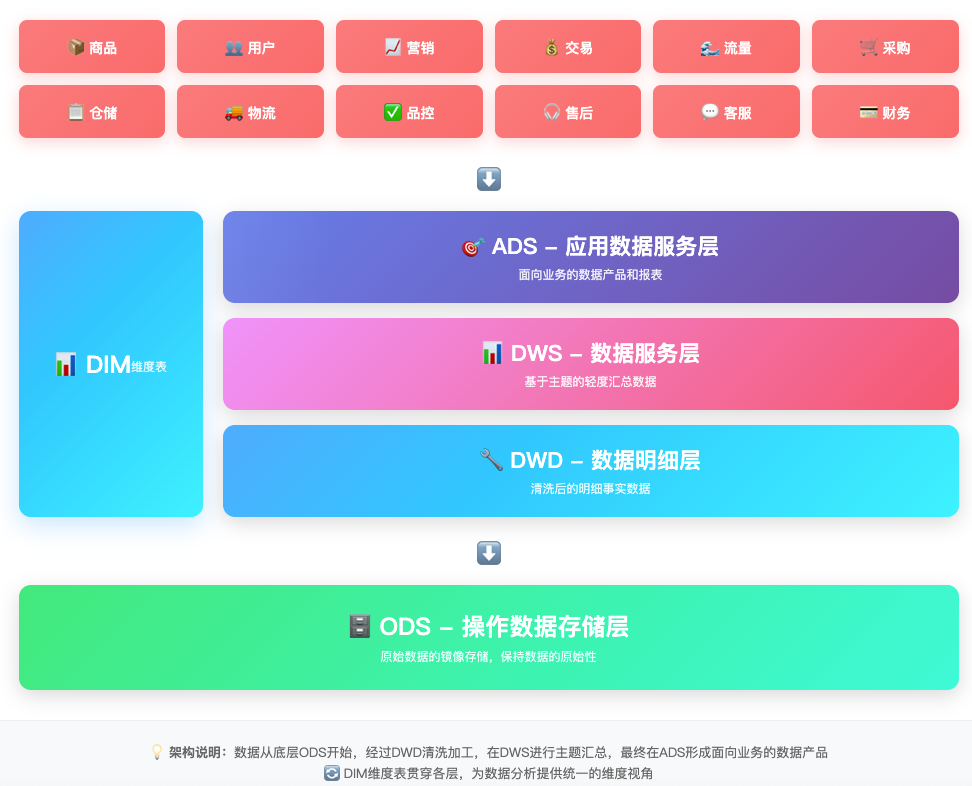 📦 商品
👥 用户
📈 营销
💰 交易
🌊 流量
🛒 采购
📋 仓储
🚚 物流
✅ 品控
🎧 售后
💬 客服
💳 财务
⬇️
📊 DIM维度表
🎯 ADS – 应用数据服务层
面向业务的数据产品和报表
📊 DWS – 数据服务层
基于主题的轻度汇总数据
🔧 DWD – 数据明细层
清洗后的明细事实数据
⬇️
🗄️ ODS – 操作数据存储层
原始数据的镜像存储，保持数据的原始性
💡 架构说明：数据从底层ODS开始，经过DWD清洗加工，在DWS进行主题汇总，最终在ADS形成面向业务的数据产品
🔄 DIM维度表贯穿各层，为数据分析提供统一的维度视角